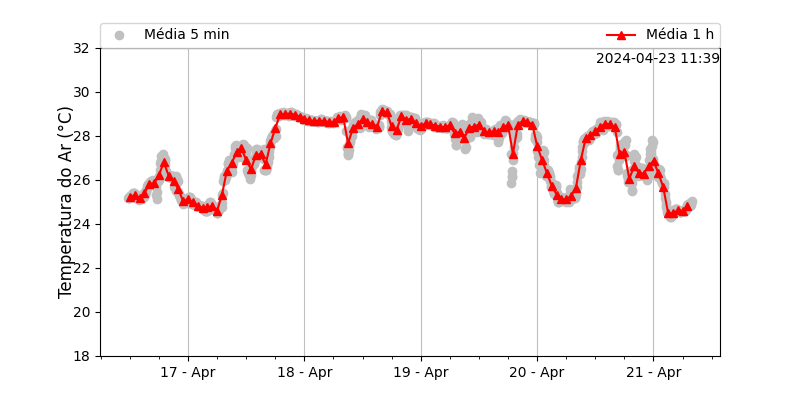 Média 5 min
Média 1 h
2024-04-23 11:39
Temperatura do Ar (°C)
32
30
28
26
24
22
20
18
17 - Apr
18 - Apr
19 - Apr
20 - Apr
21 - Apr